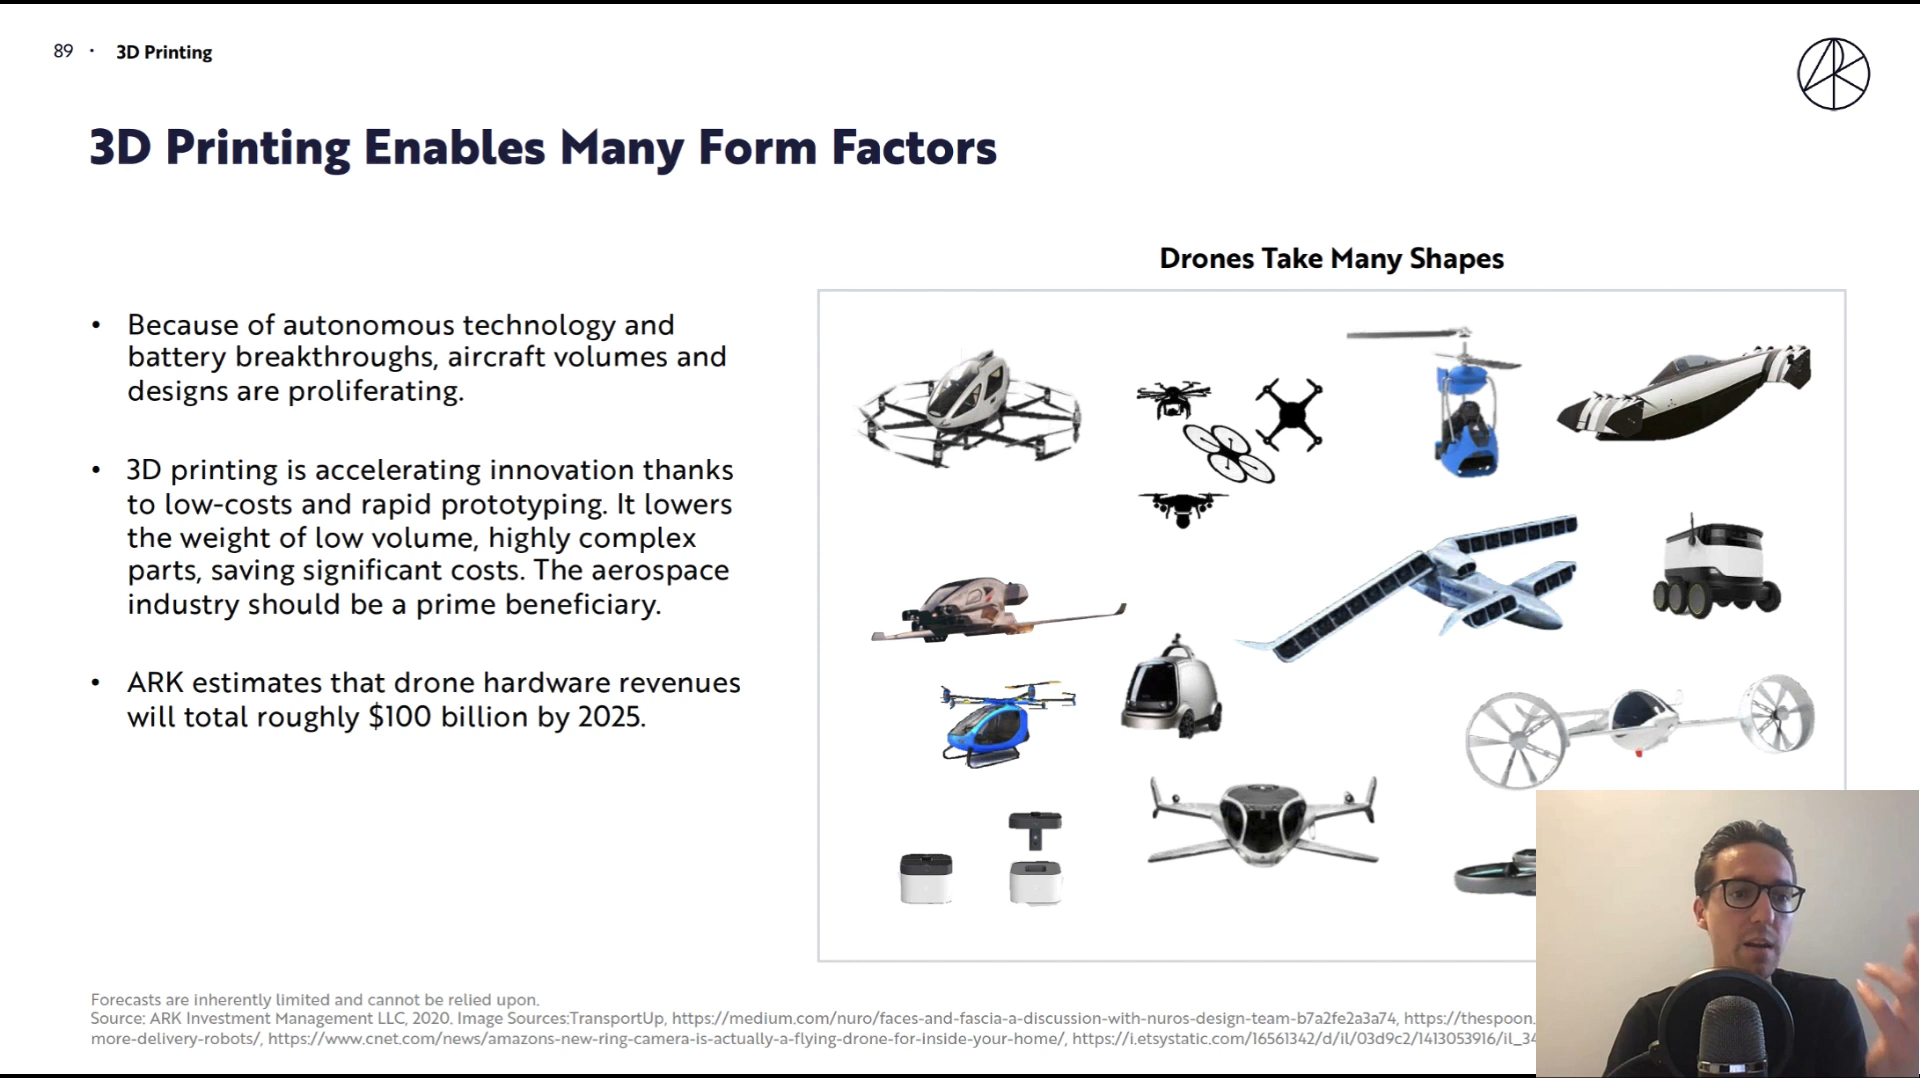 89 · 3D Printing
3D Printing Enables Many Form Factors
Drones Take Many Shapes
• Because of autonomous technology and
battery breakthroughs, aircraft volumes and
designs are proliferating.
• 3D printing is accelerating innovation thanks
to low-costs and rapid prototyping. It lowers
the weight of low volume, highly complex
parts, saving significant costs. The aerospace
industry should be a prime beneficiary.
• ARK estimates that drone hardware revenues
will total roughly $100 billion by 2025.
Forecasts are inherently limited and cannot be relied upon.
Source: ARK Investment Management LLC, 2020. Image Sources:TransportUp, https://medium.com/nuro/faces-and-fascia-a-discussion-with-nuros-design-team-b7a2fe2a3a74, https://thespoon.
more-delivery-robots/, https://www.cnet.com/news/amazons-new-ring-camera-is-actually-a-flying-drone-for-inside-your-home/, https://i.etsystatic.com/16561342/d/il/03d9c2/1413053916/il_34